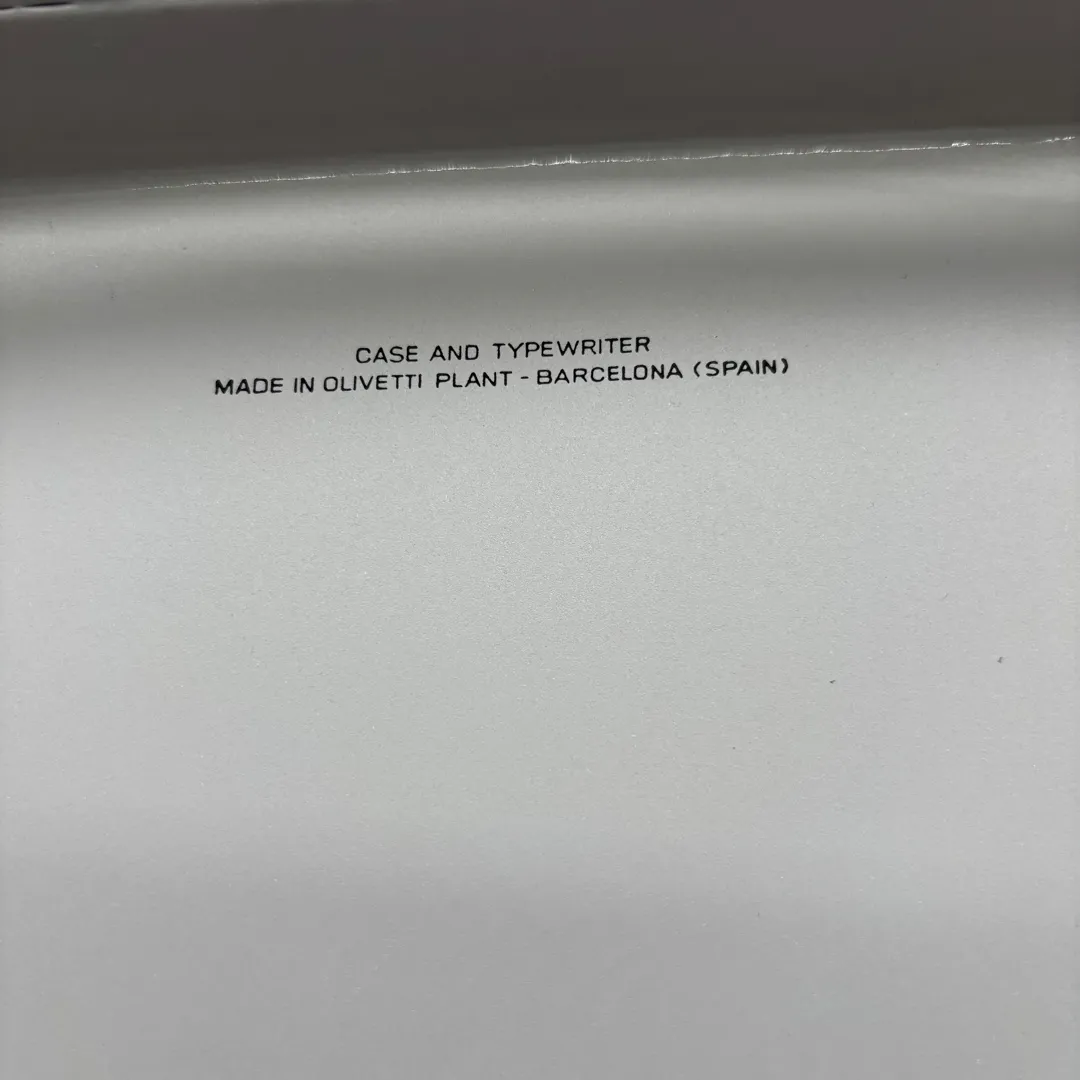 CASE AND TYPEWRITER
MADE IN OLIVETTI PLANT - BARCELONA (SPAIN)